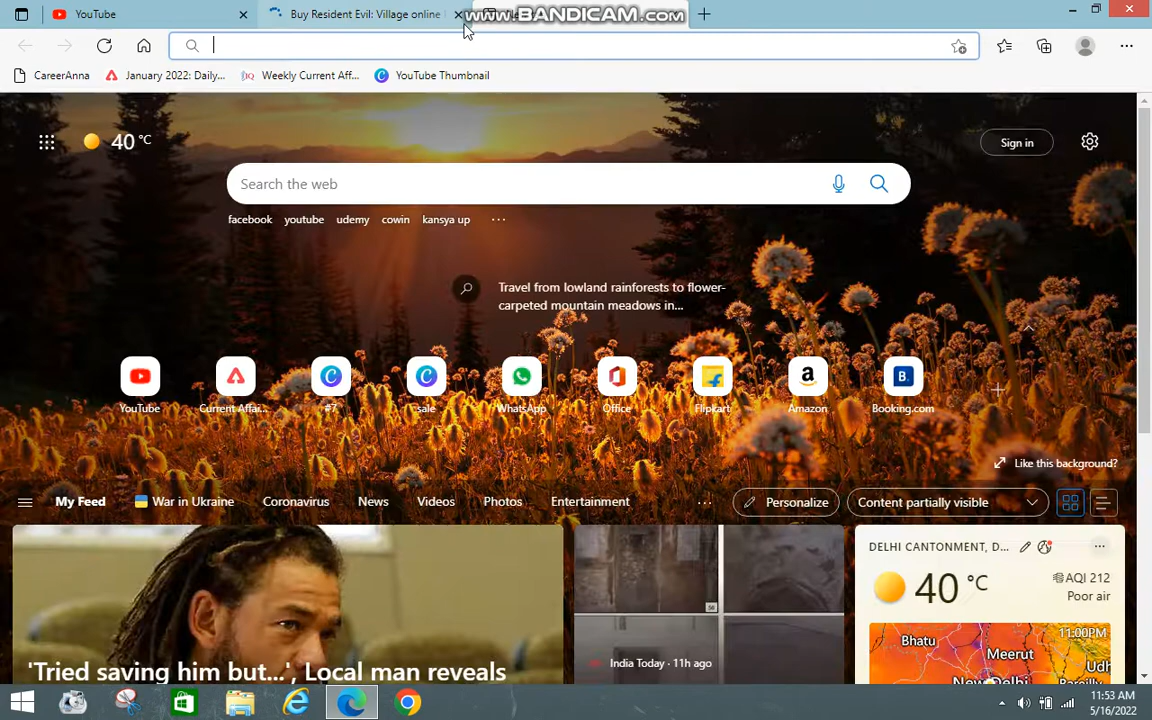 YouTube
Buy Resident Evil: Village online
www.BANDICAM.com
CareerAnna
January 2022: Daily,...
Weekly Current Aff...
YouTube Thumbnail
40 °C
Sign in
Search the web
facebook
youtube
udemy
cowin
kansya up
...
Travel from lowland rainforests to flower-
carpeted mountain meadows in...
YouTube
Current Affai...
#7
sale
WhatsApp
Office
Flipkart
Amazon
Booking.com
Like this background?
My Feed
War in Ukraine
Coronavirus
News
Videos
Photos
Entertainment
...
Personalize
Content partially visible
DELHI CANTONMENT, D...
40 °C
AQI 212
Poor air
11:00PM
Bhatu
Meerut
Udh
New Delhi
Bareilly
'Tried saving him but...', Local man reveals
India Today · 11h ago
11:53 AM
5/16/2022